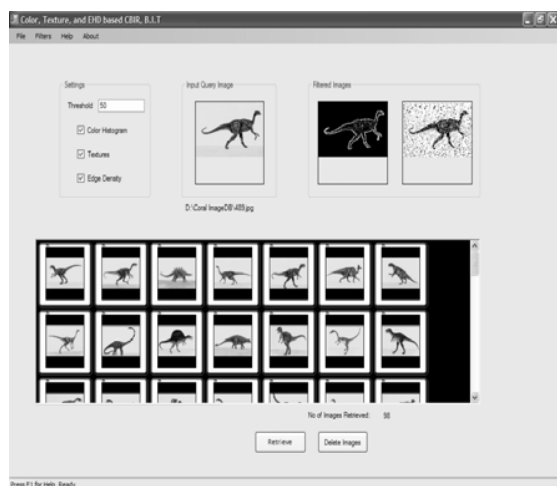 Color, Texture, and EHD based CBIR, B.I.T
File Filters Help About
Settings
Threshold 50
Color Histogram
Textures
Edge Density
Input Query Image
D:\Coral ImageDB\489.jpg
Filtered Images
No of Images Retrieved: 98
Retrieve
Delete Images
Press F1 for Help, Ready